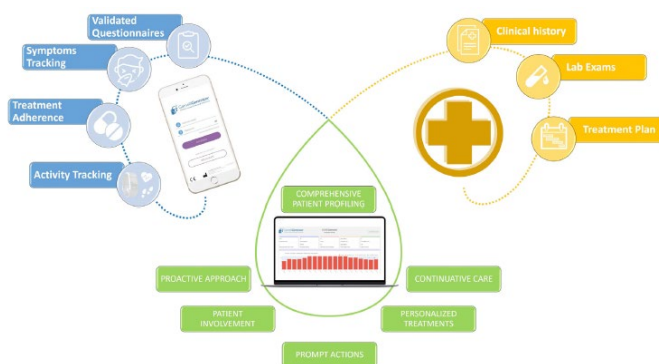 Validated
Questionnaires
Symptoms
Tracking
Treatment
Adherence
Activity Tracking
Clinical history
Lab Exams
Treatment Plan
COMPREHENSIVE
PATIENT PROFILING
PROACTIVE APPROACH
CONTINUATIVE CARE
PATIENT
INVOLVEMENT
PERSONALIZED
TREATMENTS
PROMPT ACTIONS